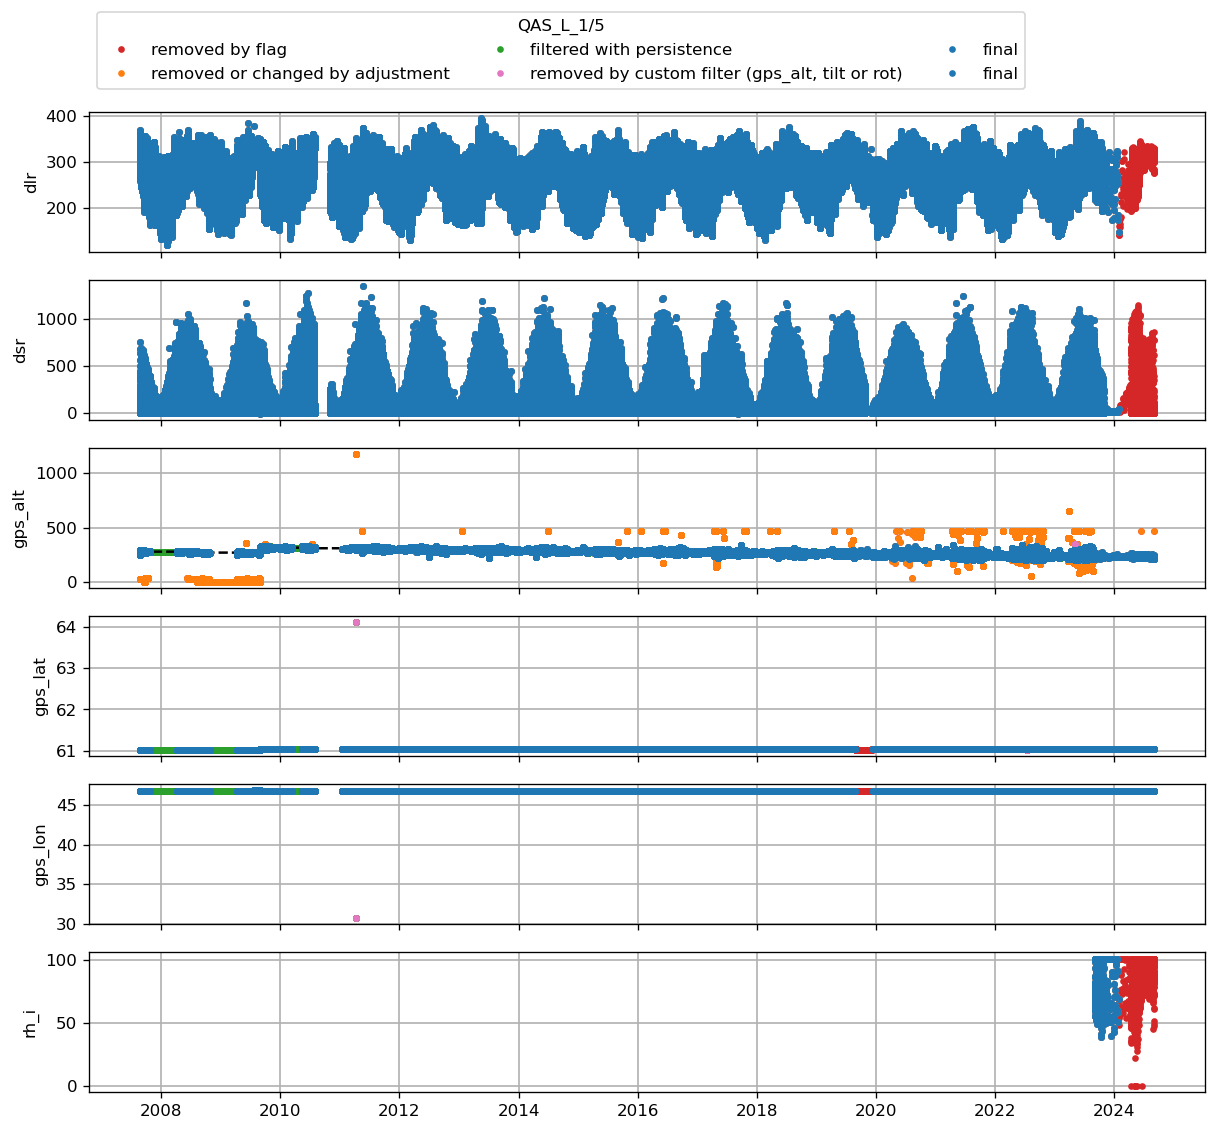 QAS_L_1/5
removed by flag
filtered with persistence
final
removed or changed by adjustment
removed by custom filter (gps_alt, tilt or rot)
final
400
300
200
dlr
1000
500
0
dsr
1000
500
0
gps_alt
64
63
62
61
gps_lat
45
40
35
30
gps_lon
100
50
0
rh_i
2008 2010 2012 2014 2016 2018 2020 2022 2024